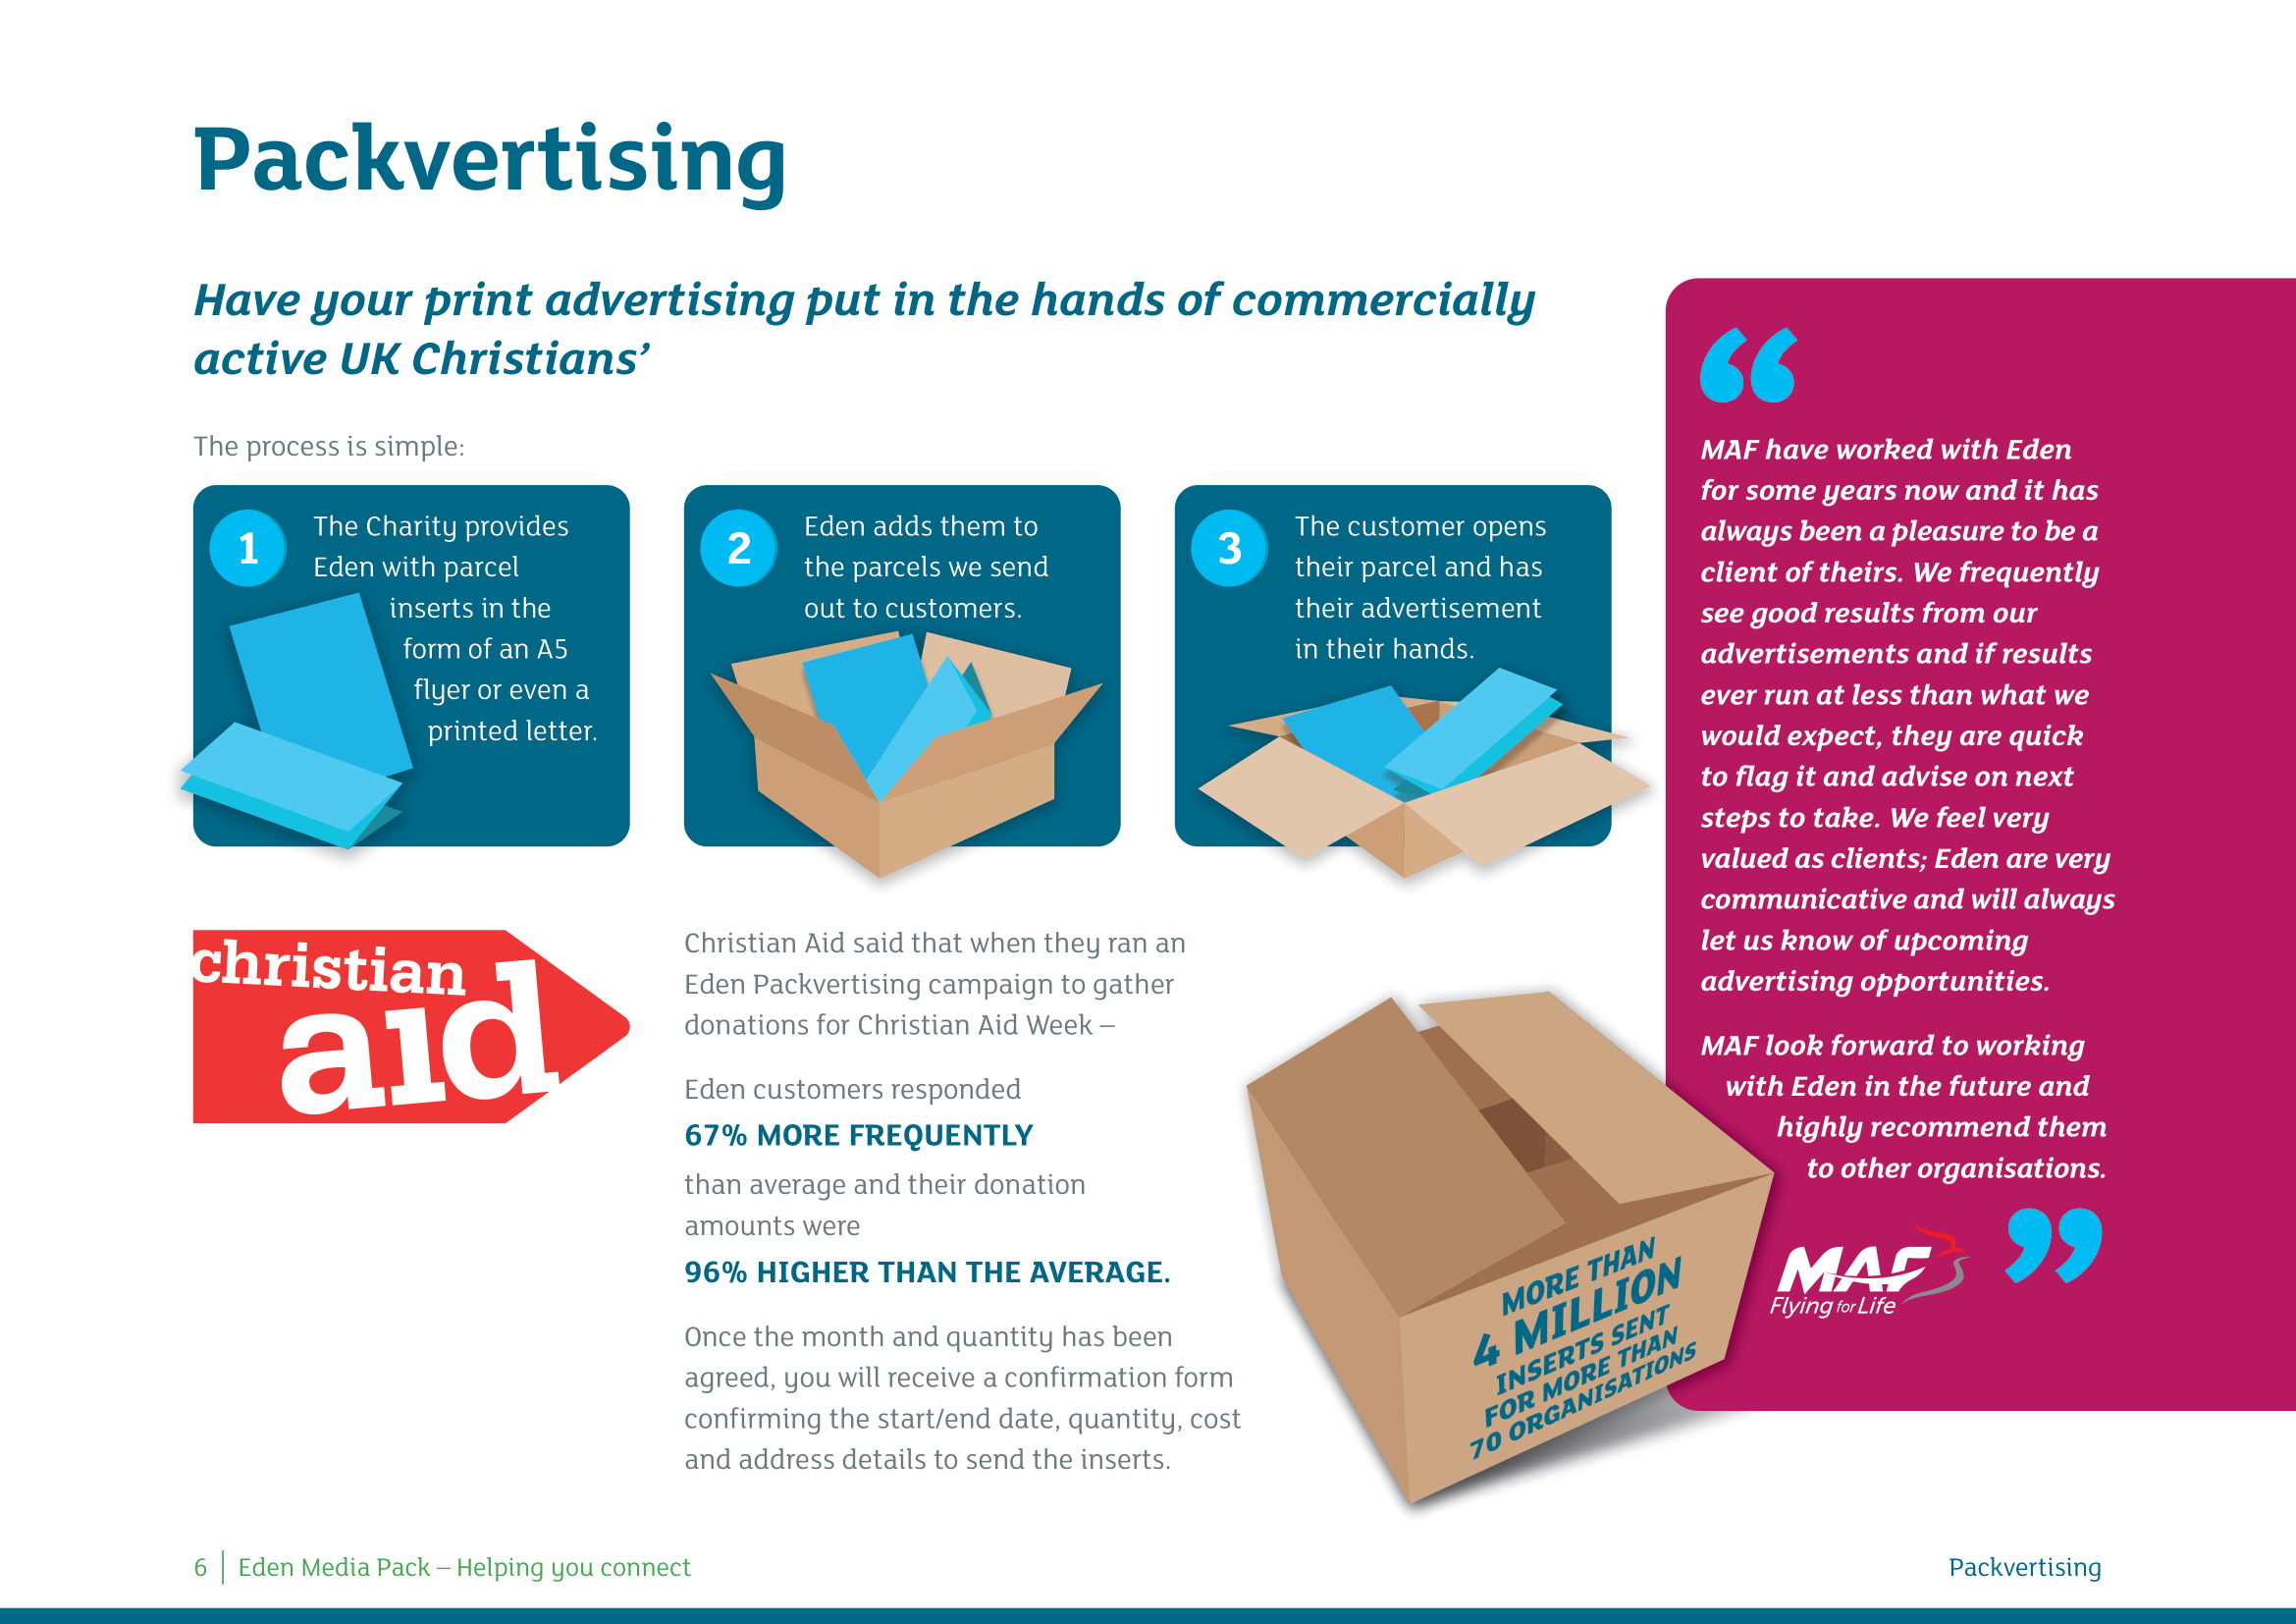 Packvertising
Have your print advertising put in the hands of commercially
active UK Christians’
The process is simple:
1
The Charity provides
Eden with parcel
inserts in the
form of an A5
flyer or even a
printed letter.
2
Eden adds them to
the parcels we send
out to customers.
3
The customer opens
their parcel and has
their advertisement
in their hands.
christian
aid
Christian Aid said that when they ran an
Eden Packvertising campaign to gather
donations for Christian Aid Week –
Eden customers responded
67% MORE FREQUENTLY
than average and their donation
amounts were
96% HIGHER THAN THE AVERAGE.
Once the month and quantity has been
agreed, you will receive a confirmation form
confirming the start/end date, quantity, cost
and address details to send the inserts.
MORE THAN
4 MILLION
INSERTS SENT
FOR MORE THAN
70 ORGANISATIONS
“
MAF have worked with Eden
for some years now and it has
always been a pleasure to be a
client of theirs. We frequently
see good results from our
advertisements and if results
ever run at less than what we
would expect, they are quick
to flag it and advise on next
steps to take. We feel very
valued as clients; Eden are very
communicative and will always
let us know of upcoming
advertising opportunities.
MAF look forward to working
with Eden in the future and
highly recommend them
to other organisations.
”
MAF
Flying for Life
6 | Eden Media Pack – Helping you connect
Packvertising